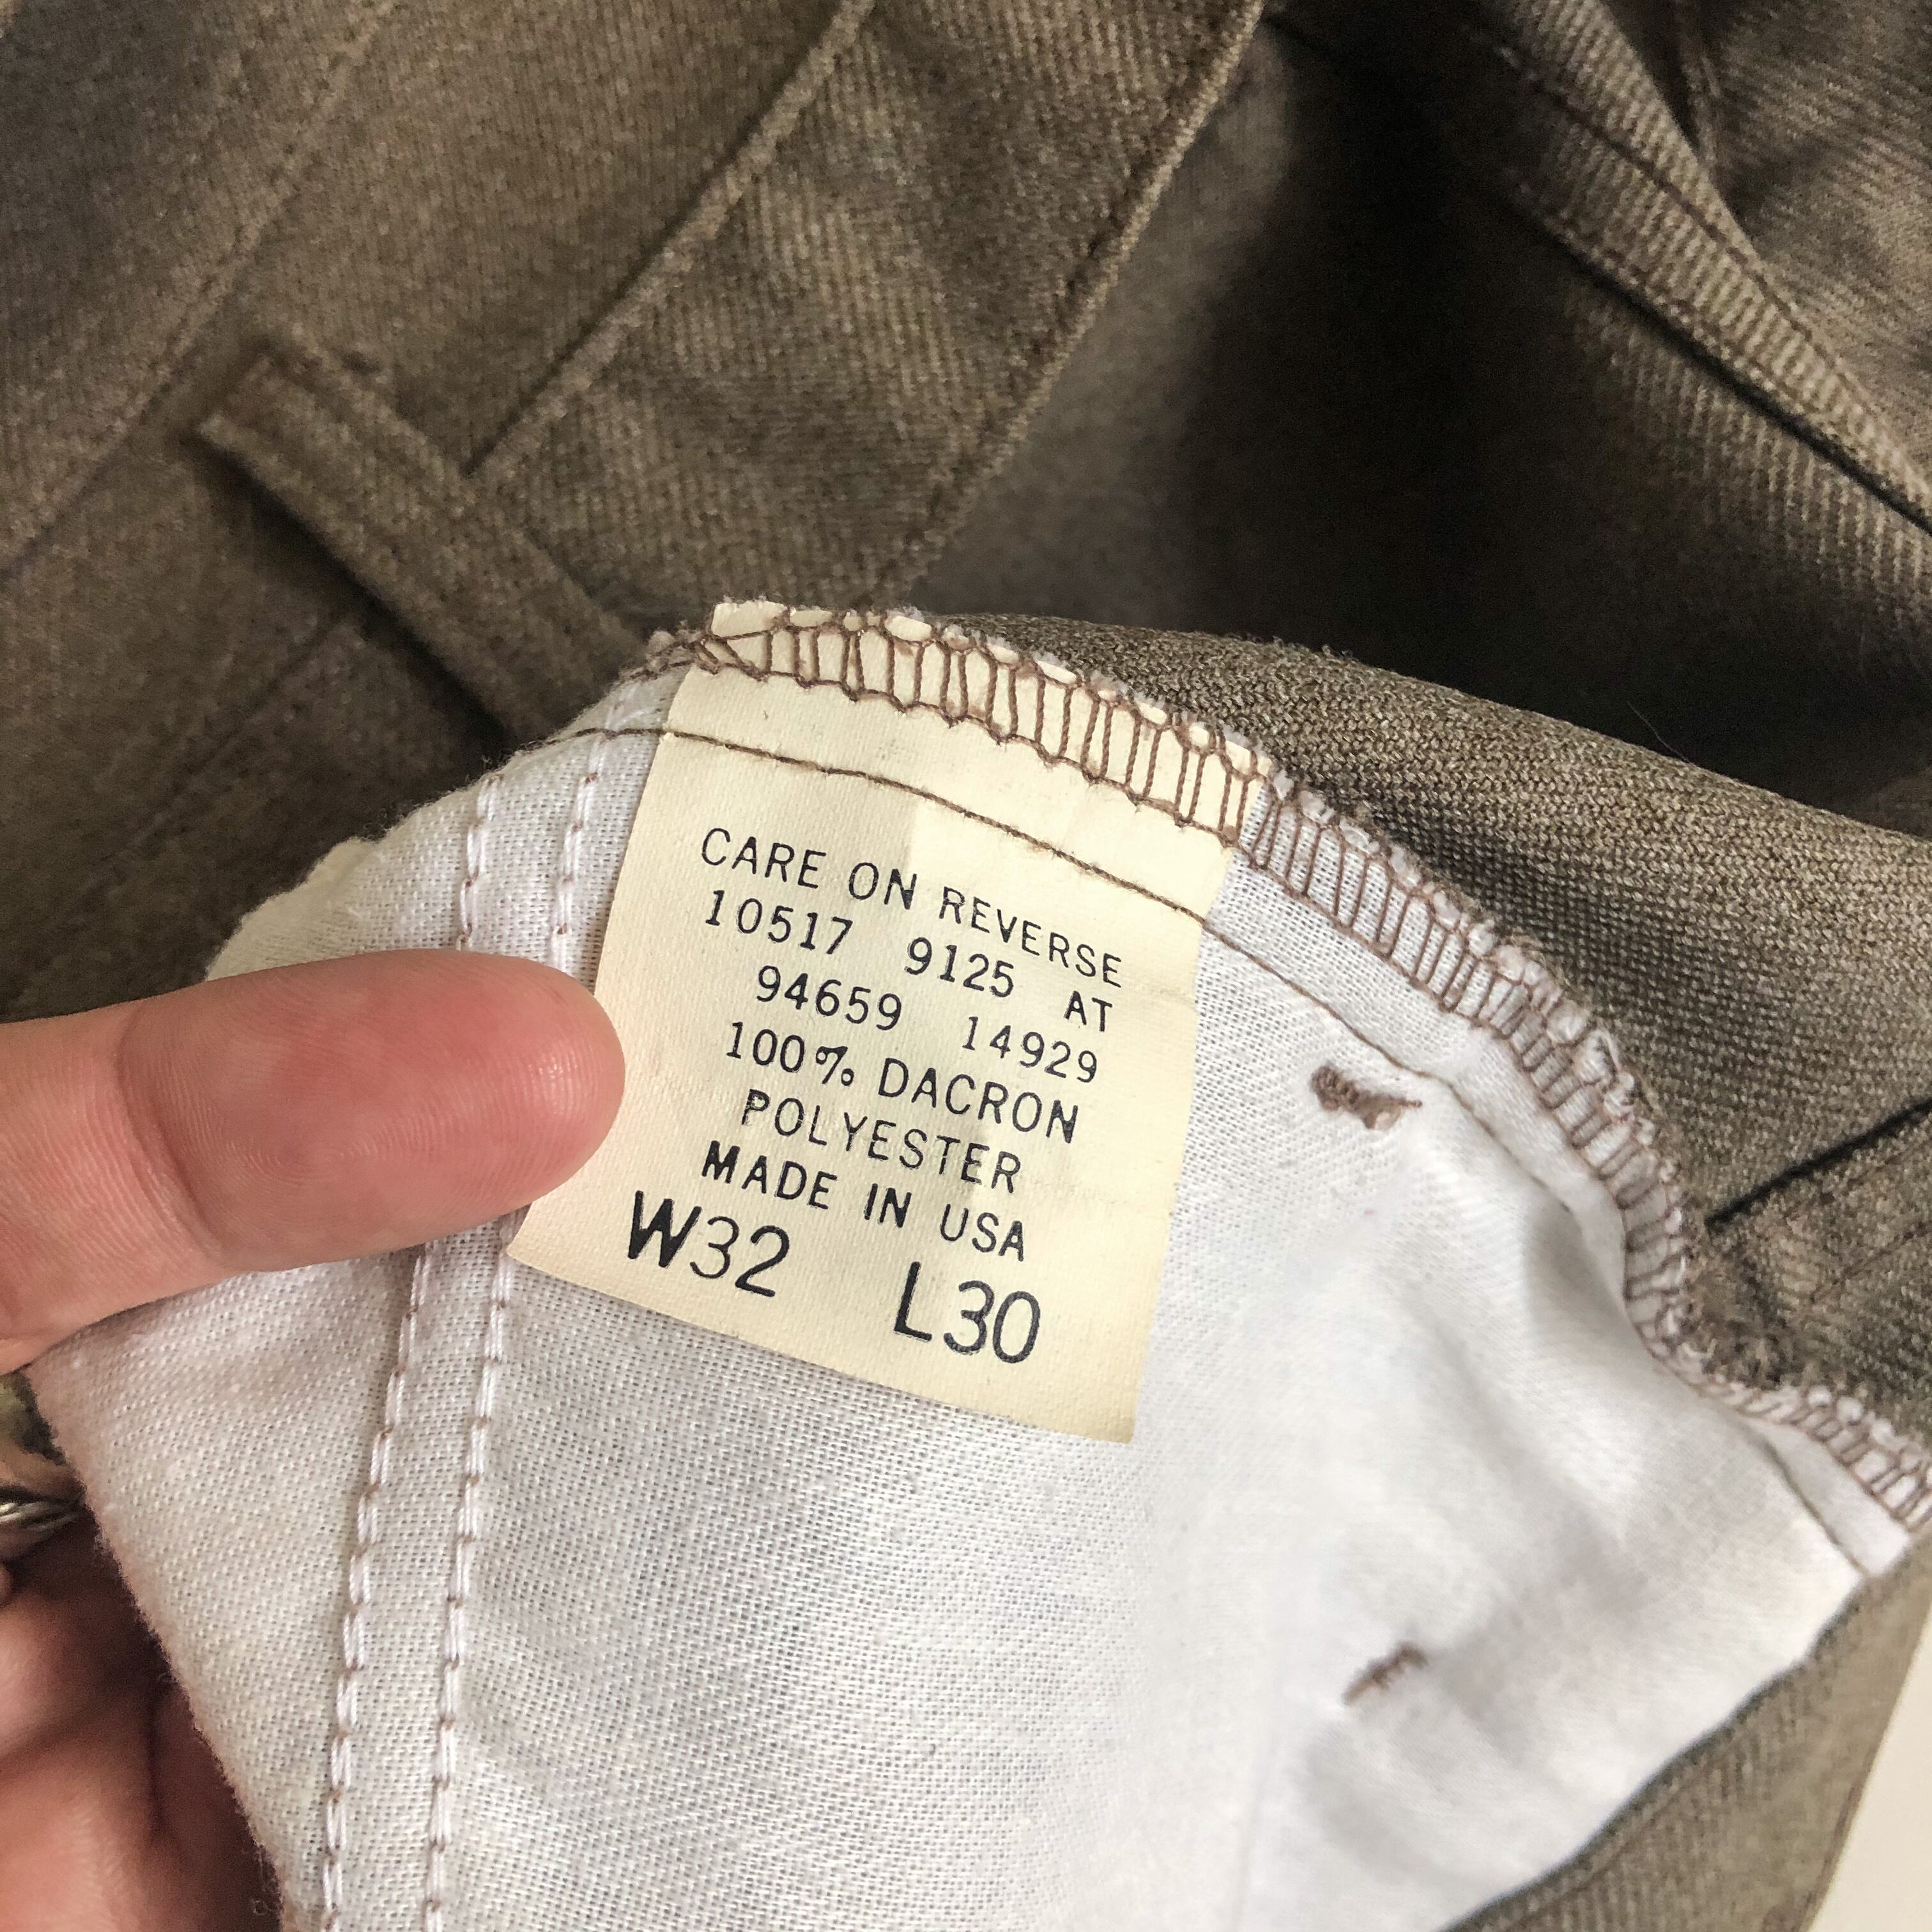 CARE ON REVERSE
10517 9125 AT
94659 14929
100% DACRON
POLYESTER
MADE IN USA
W32 L30